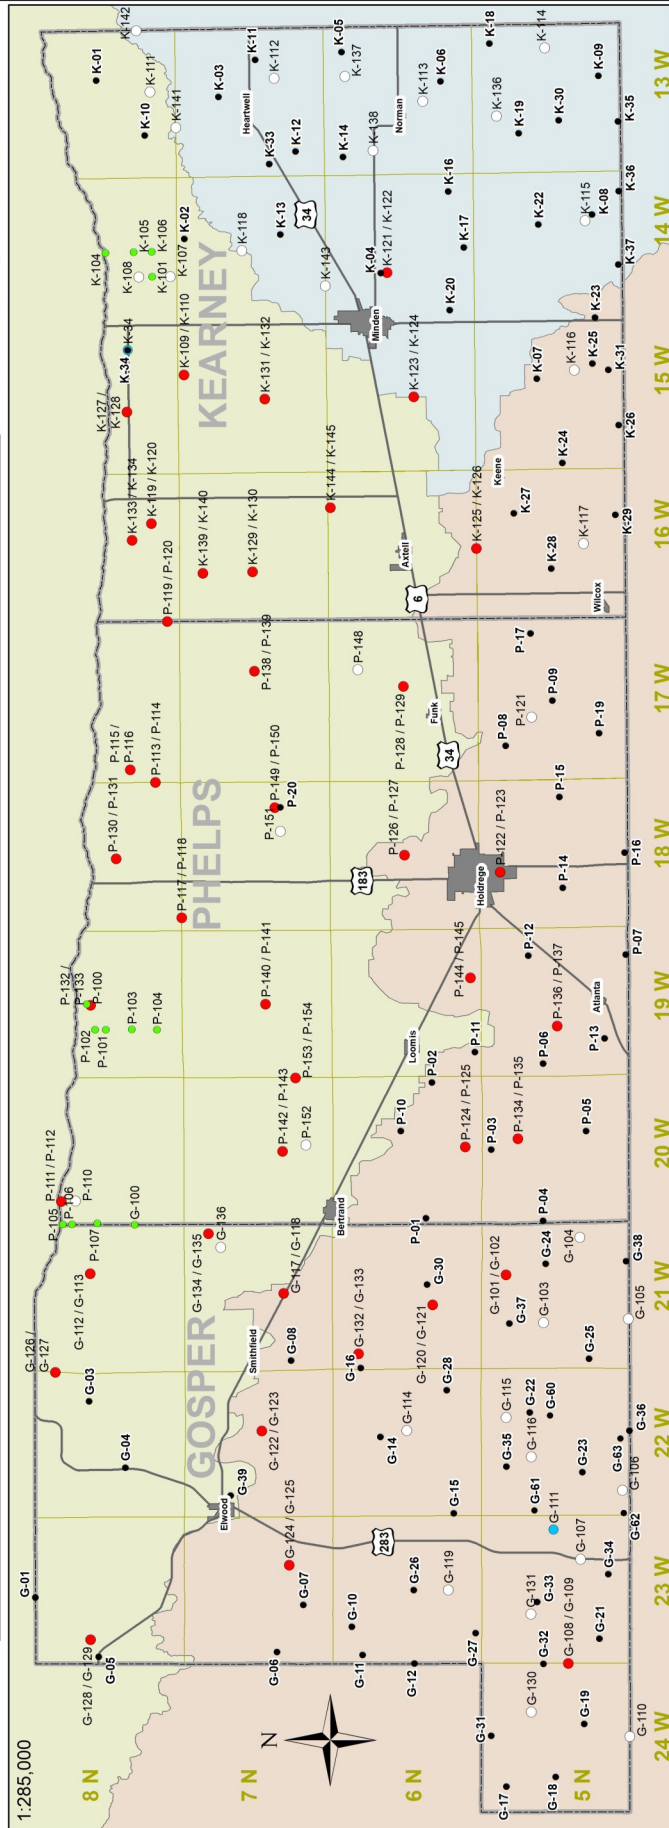 1:285,000
K-142
K-01
K-111
K-10
K-141
K-03
K-11
K-112
Heartwell
K-33
K-12
K-05
K-137
K-14
K-138
K-113
K-06
Norman
K-18
K-114
K-136
K-19
K-30
K-09
K-35
13 W
K-104
K-105
K-106
K-108
K-101
K-107
K-02
K-118
K-13
34
K-143
K-04
K-121 / K-122
K-16
K-17
K-20
K-22
K-115
K-08
K-36
K-37
K-23
14 W
KEARNEY
K-34
K-34
K-109 / K-110
K-131 / K-132
Minden
K-123 / K-124
K-07
K-116
K-25
K-31
K-26
K-24
15 W
K-127 /
K-128
K-133 / K-134
K-119 / K-120
K-139 / K-140
K-129 / K-130
K-144 / K-145
Keene
K-125 / K-126
Axtell
K-27
K-28
K-117
K-29
16 W
6
Wilcox
P-119 / P-120
P-138 / P-139
P-148
P-128 / P-129
Funk
34
P-17
P-09
P-121
P-08
P-19
17 W
P-115 /
P-116
P-113 / P-114
P-130 / P-131
P-149 / P-150
P-20
P-151
P-126 / P-127
P-122 / P-123
P-15
P-14
P-16
18 W
PHELPS
P-117 / P-118
183
Holdrege
P-12
P-07
P-132 /
P-133
P-100
P-102
P-101
P-103
P-104
P-140 / P-141
P-144 / P-145
P-136 / P-137
Atlanta
P-13
P-06
P-11
Loomis
19 W
P-153 / P-154
P-02
P-10
P-142 / P-143
P-152
P-124 / P-125
P-03
P-134 / P-135
P-05
20 W
P-111 / P-112
P-110
P-105
P-106
P-107
G-100
Bertrand
P-01
P-04
G-134 / G-135
G-136
G-117 / G-118
G-112 / G-113
G-30
G-120 / G-121
G-101 / G-102
G-24
G-104
G-38
G-37
G-103
G-105
G-25
21 W
G-126 /
G-127
G-03
G-04
GOSPER
Smithfield
G-08
G-132 / G-133
G-16
G-28
G-122 / G-123
G-114
G-14
G-115
G-22
G-60
G-116
G-35
G-23
G-36
G-63
G-106
22 W
Elwood
G-39
G-15
G-61
G-111
G-62
283
G-124 / G-125
G-07
G-10
G-26
G-119
G-107
G-34
G-33
G-131
G-21
23 W
G-01
G-128 / G-129
G-05
G-06
G-11
G-12
G-27
G-32
G-108 / G-109
G-130
G-19
G-31
G-110
G-17
G-18
24 W
N
8 N
7 N
6 N
5 N